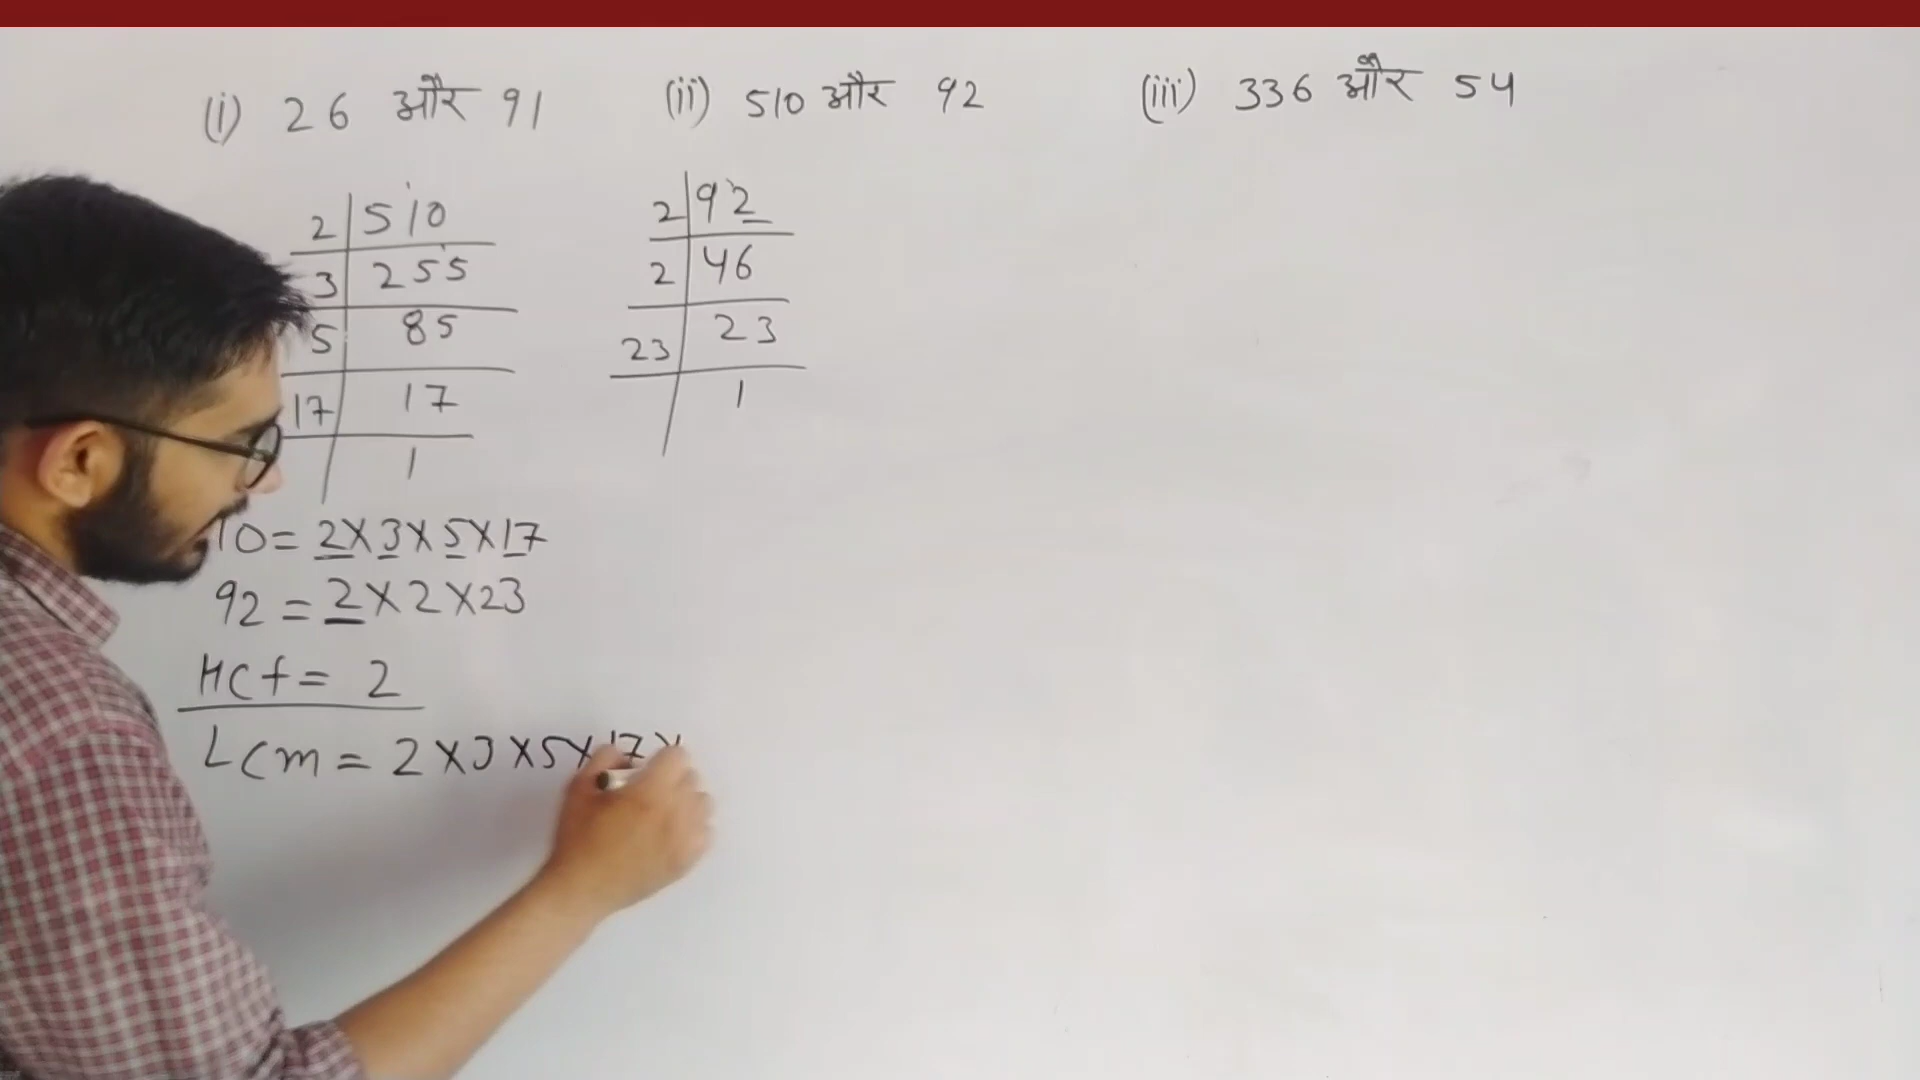 (i) 26 और 91 (ii) 510 और 92 (iii) 336 और 54
2 510
3 255
5 85
17 17
1
2 92
2 46
23 23
1
10 = 2 X 3 X 5 X 17
92 = 2 X 2 X 23
HCf = 2
LCm = 2 X 3 X 5 X 17 X